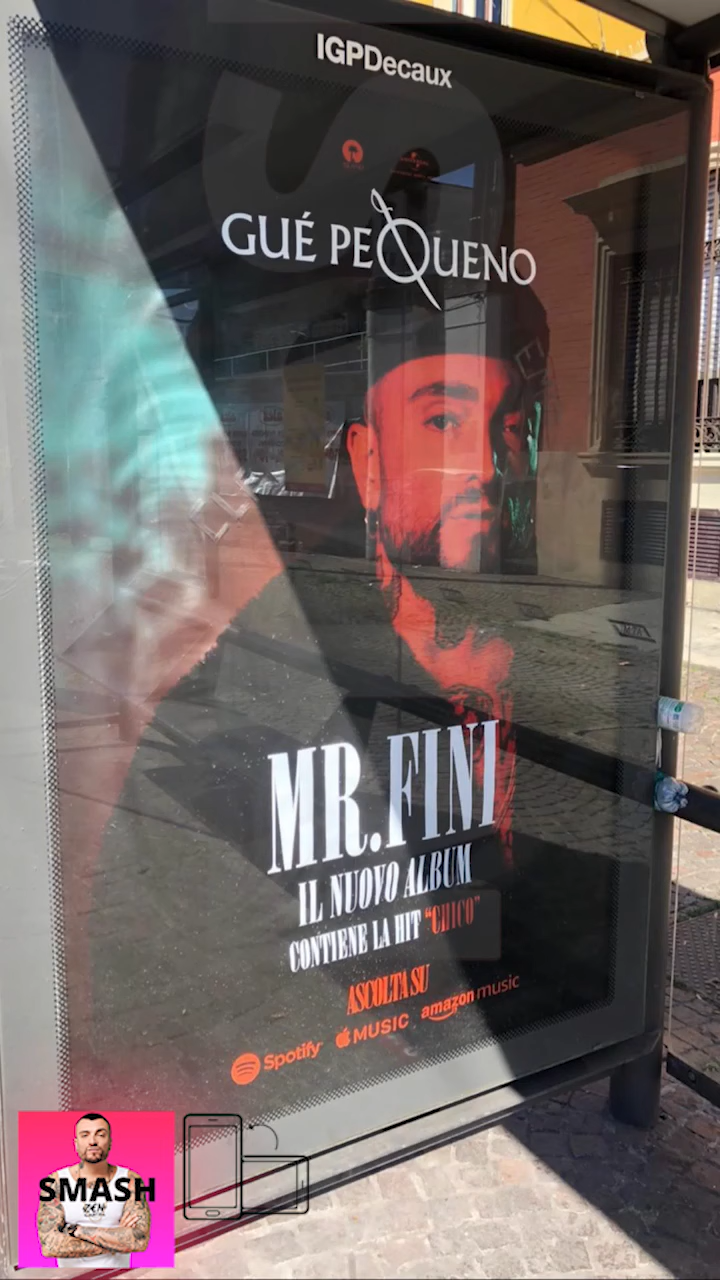 IGPDecaux
GUÉ PEQUENO
MR.FINI
IL NUOVO ALBUM
CONTIENE LA HIT "CHICO"
ASCOLTA SU
Spotify MUSIC amazon music
SMASH
ZEN